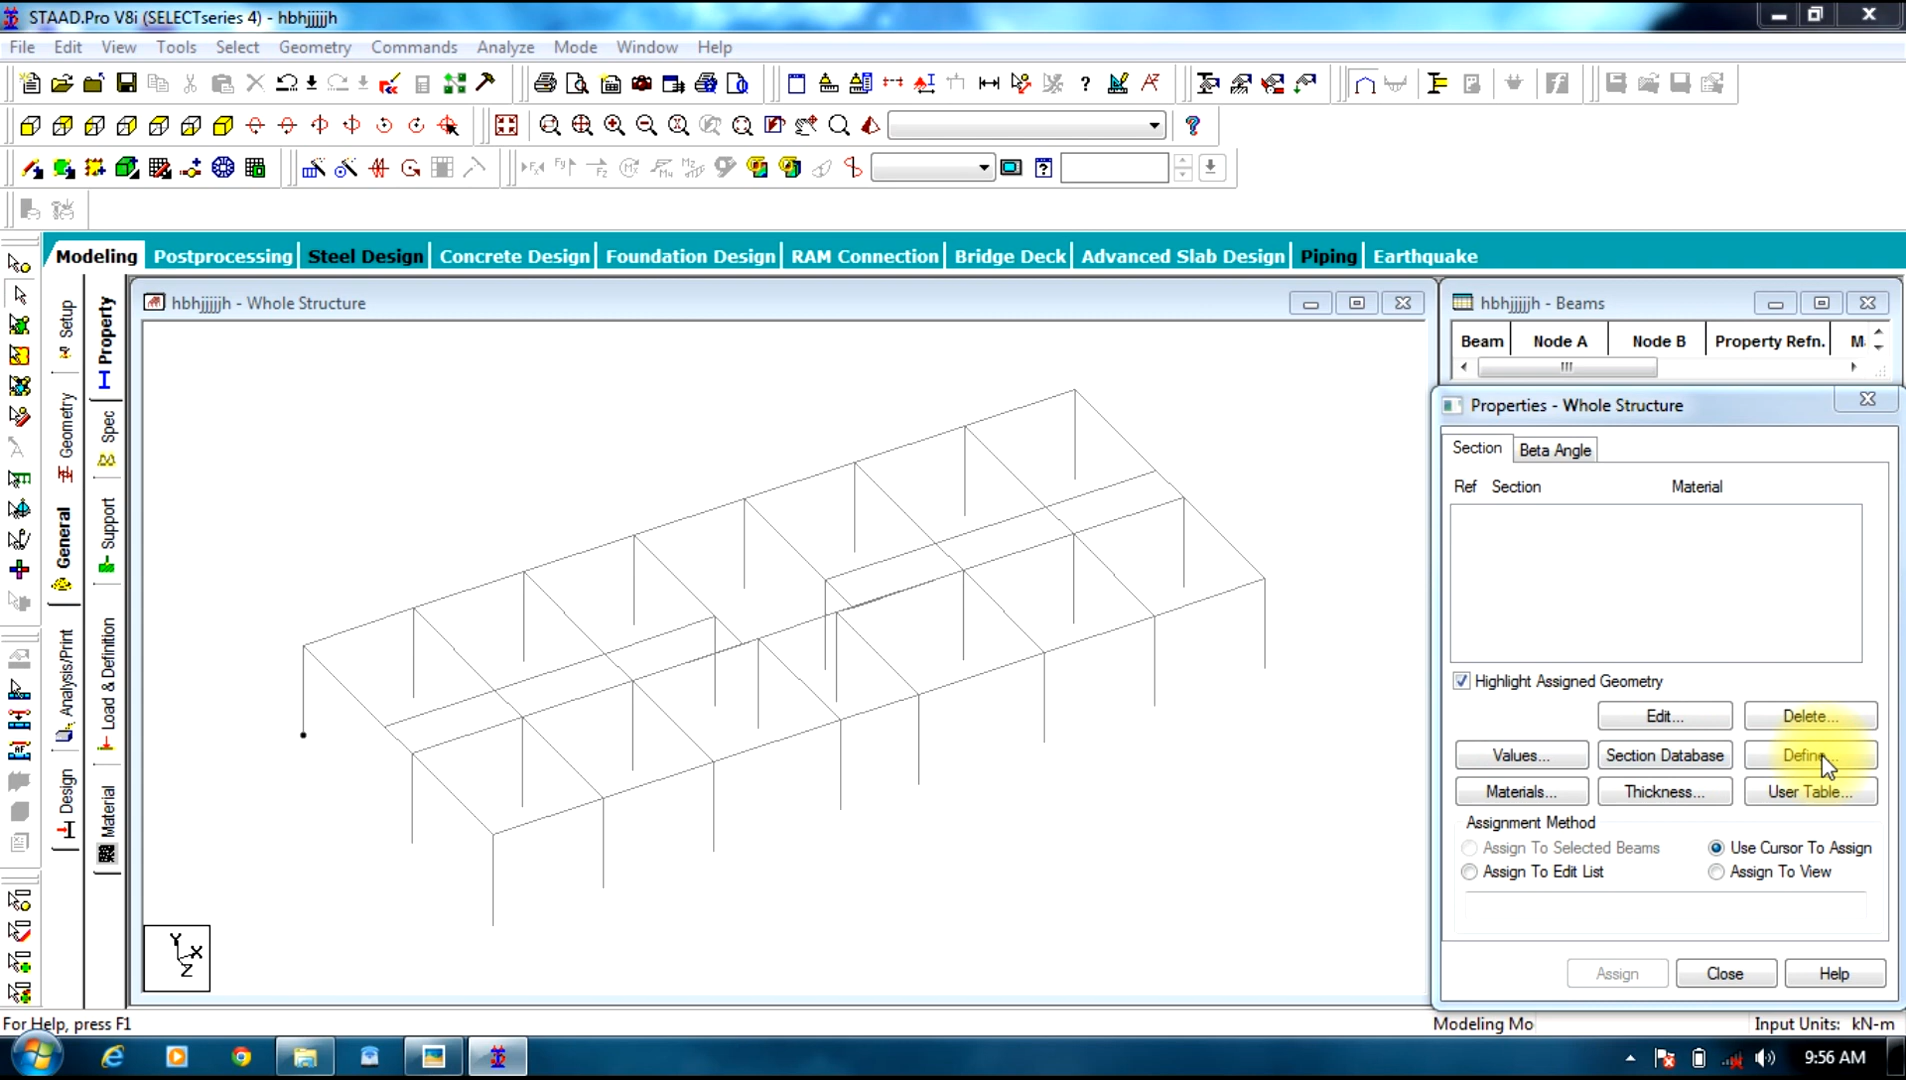 STAAD.Pro V8i (SELECTseries 4) - hbhjjjjjh
File Edit View Tools Select Geometry Commands Analyze Mode Window Help
Modeling Postprocessing Steel Design Concrete Design Foundation Design RAM Connection Bridge Deck Advanced Slab Design Piping Earthquake
Setup
Geometry
General
Analysis/Print
Design
Property
Spec
Support
Load & Definition
Material
hbhjjjjjh - Whole Structure
Y
X
Z
hbhjjjjjh - Beams
Beam Node A Node B Property Refn. M
Properties - Whole Structure
Section Beta Angle
Ref Section Material
Highlight Assigned Geometry
Edit... Delete...
Values... Section Database Define...
Materials... Thickness... User Table...
Assignment Method
Assign To Selected Beams Use Cursor To Assign
Assign To Edit List Assign To View
Assign Close Help
For Help, press F1
Modeling Mo
Input Units: kN-m
9:56 AM